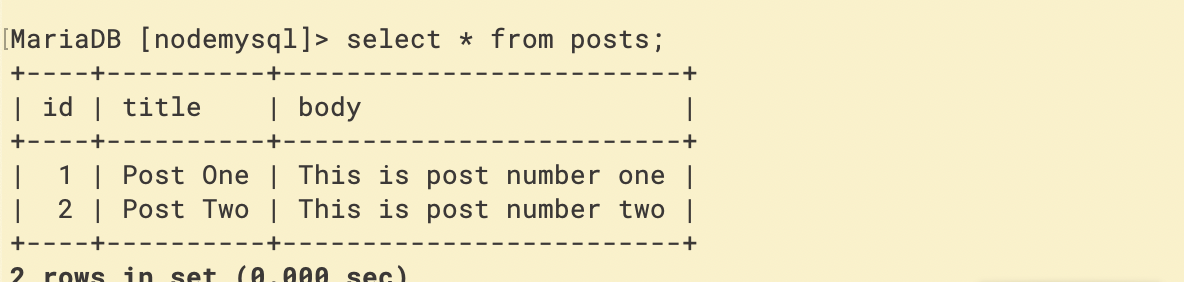 [MariaDB [nodemysql]> select * from posts;
+----+----------+-------------------------+
| id | title    | body                    |
+----+----------+-------------------------+
|  1 | Post One | This is post number one |
|  2 | Post Two | This is post number two |
+----+----------+-------------------------+
2 rows in set (0.000 sec)